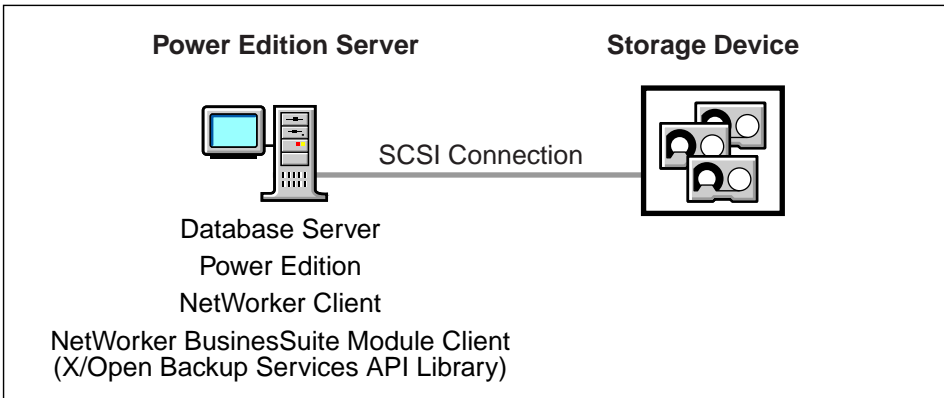 Power Edition Server
Storage Device
SCSI Connection
Database Server
Power Edition
NetWorker Client
NetWorker BusinesSuite Module Client
(X/Open Backup Services API Library)